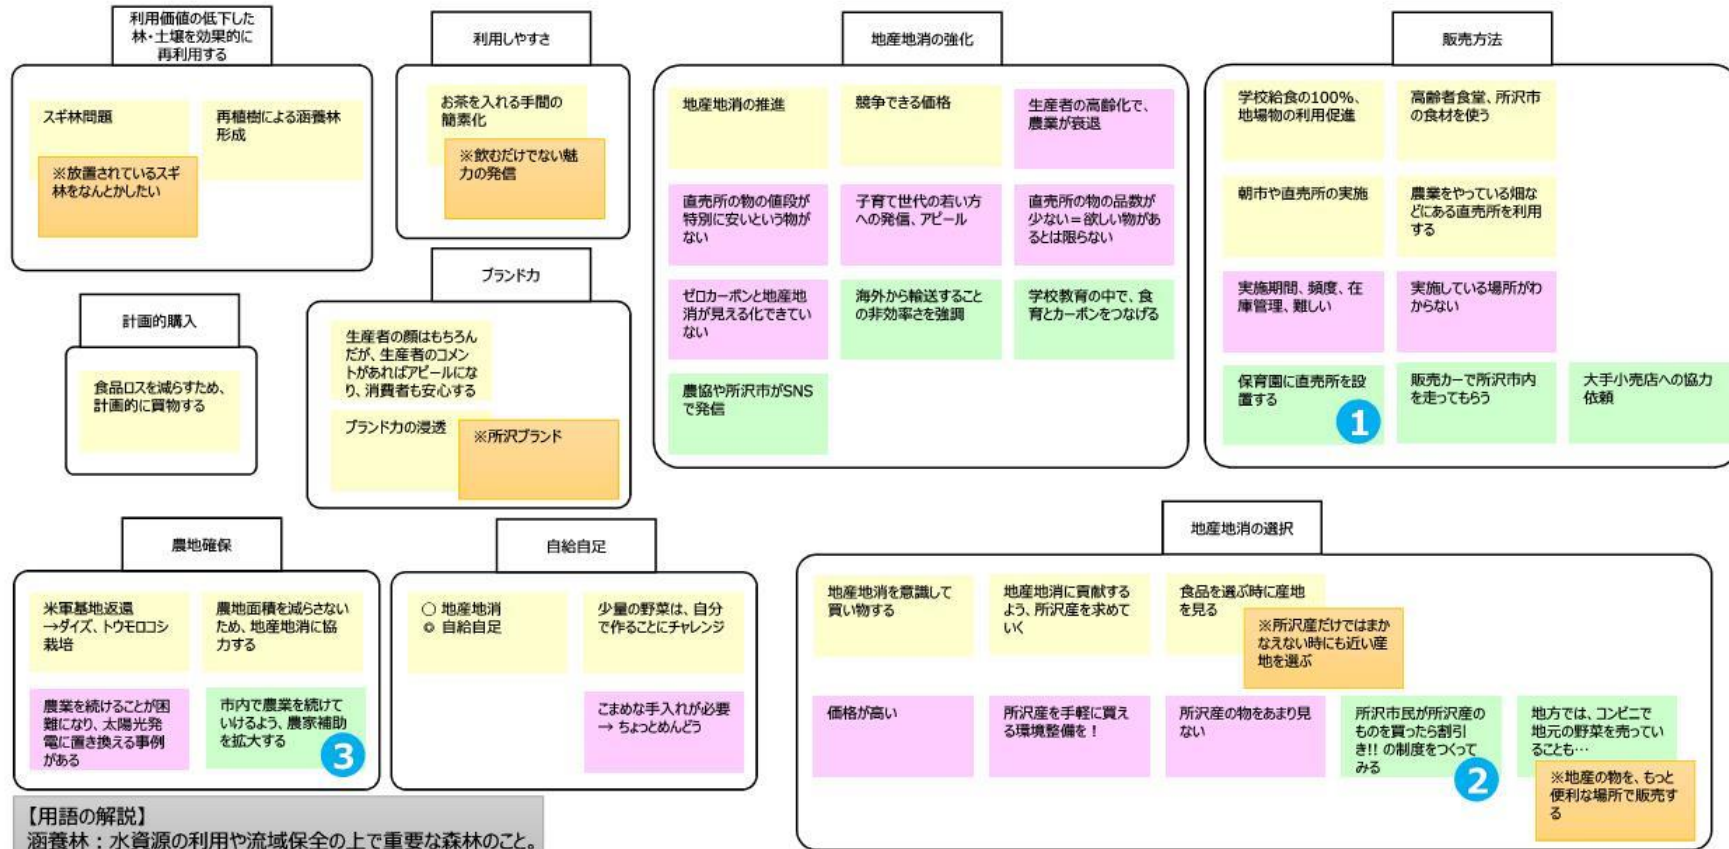 利用価値の低下した
林・土壌を効果的に
再利用する
スギ林問題
再植樹による涵養林
形成
※放置されているスギ
林をなんとかしたい
利用しやすさ
お茶を入れる手間の
簡素化
※飲むだけでない魅
力の発信
地産地消の強化
地産地消の推進
競争できる価格
生産者の高齢化で、
農業が衰退
直売所の物の値段が
特別に安いという物が
ない
子育て世代の若い方
への発信、アピール
直売所の物の品数が
少ない=欲しい物があ
るとは限らない
ゼロカーボンと地産地
消が見える化できてい
ない
海外から輸送すること
の非効率さを強調
学校教育の中で、食
育とカーボンをつなげる
農協や所沢市がSNS
で発信
販売方法
学校給食の100%、
地場物の利用促進
高齢者食堂、所沢市
の食材を使う
朝市や直売所の実施
農業をやっている畑な
どにある直売所を利用
する
実施期間、頻度、在
庫管理、難しい
実施している場所がわ
からない
保育園に直売所を設
置する
1
販売カーで所沢市内
を走ってもらう
大手小売店への協力
依頼
計画的購入
食品ロスを減らすため、
計画的に買物する
ブランド力
生産者の顔はもちろん
だが、生産者のコメン
トがあればアピールにな
り、消費者も安心する
ブランド力の浸透
※所沢ブランド
農地確保
米軍基地返還
→ダイズ、トウモロコシ
栽培
農地面積を減らさない
ため、地産地消に協
力する
農業を続けることが困
難になり、太陽光発
電に置き換える事例
がある
市内で農業を続けて
いけるよう、農家補助
を拡大する
3
自給自足
○ 地産地消
◎ 自給自足
少量の野菜は、自分
で作ることにチャレンジ
こまめな手入れが必要
→ ちょっとめんどう
地産地消の選択
地産地消を意識して
買い物する
地産地消に貢献する
よう、所沢産を求めて
いく
食品を選ぶ時に産地
を見る
※所沢産だけではまか
なえない時にも近い産
地を選ぶ
価格が高い
所沢産を手軽に買え
る環境整備を!
所沢産の物をあまり見
ない
所沢市民が所沢産の
ものを買ったら割引
き!! の制度をつくって
みる
2
地方では、コンビニで
地元の野菜を売ってい
ることも…
※地産の物を、もっと
便利な場所で販売す
る
【用語の解説】
涵養林:水資源の利用や流域保全の上で重要な森林のこと。